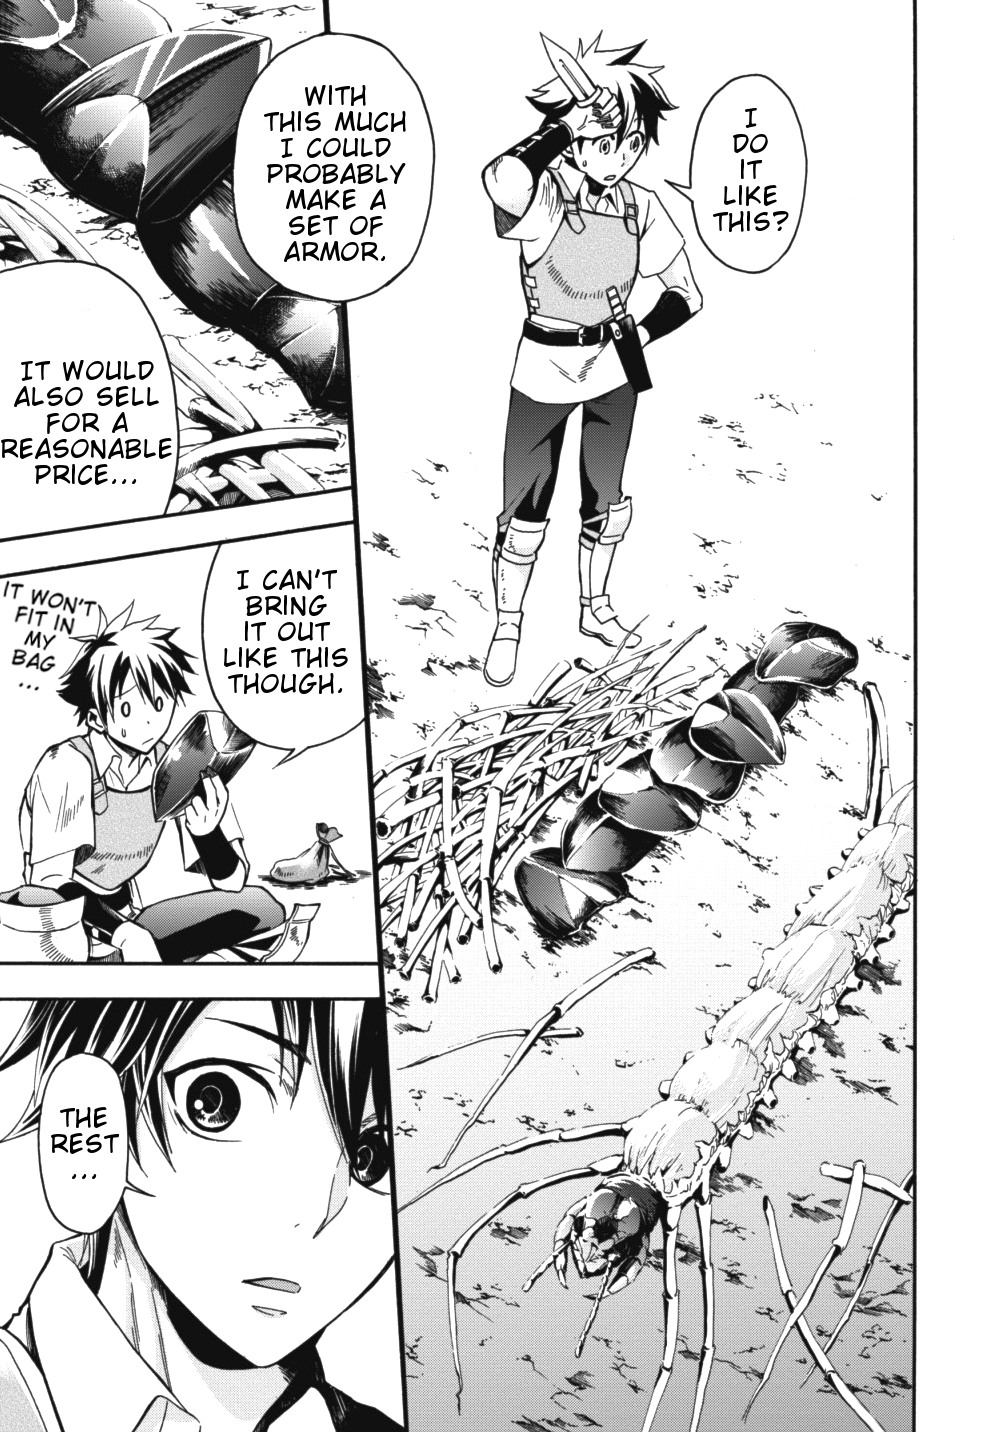 I
DO
IT
LIKE
THIS?
WITH
THIS MUCH
I COULD
PROBABLY
MAKE A
SET OF
ARMOR.
IT WOULD
ALSO SELL
FOR A
REASONABLE
PRICE...
I CAN'T
BRING
IT OUT
LIKE THIS
THOUGH.
IT WON'T
FIT IN
MY
BAG
...
THE
REST
...